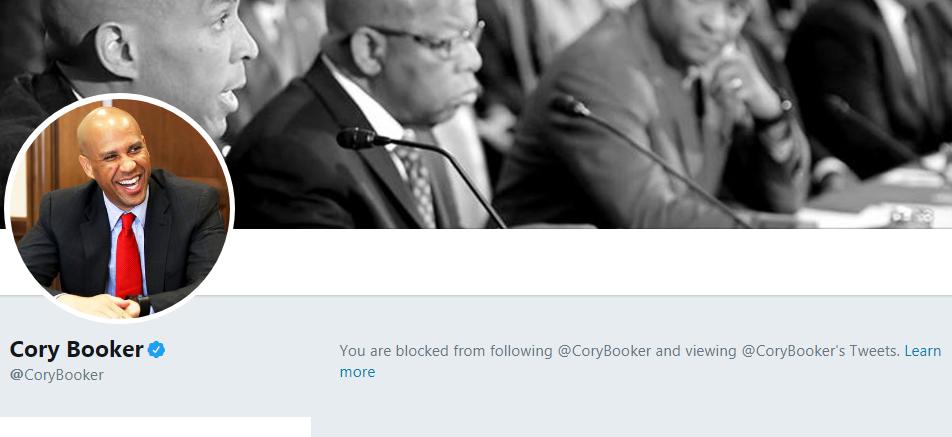 Cory Booker
@CoryBooker
You are blocked from following @CoryBooker and viewing @CoryBooker's Tweets. Learn
more